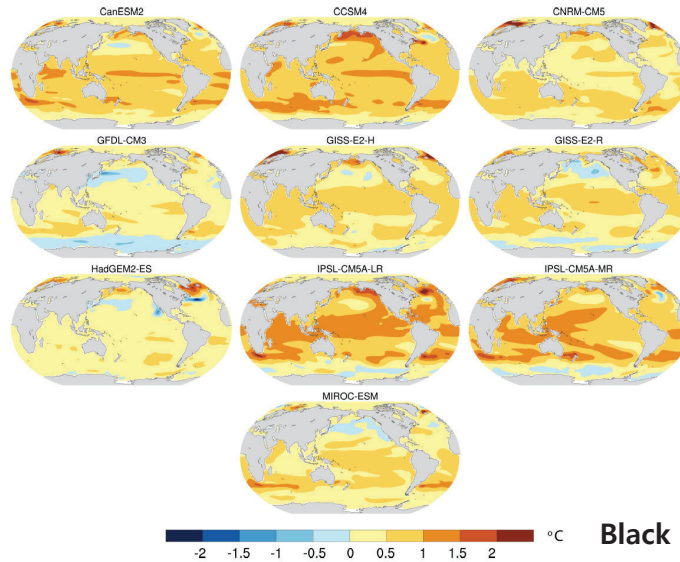 CanESM2
CCSM4
CNRM-CM5
GFDL-CM3
GISS-E2-H
GISS-E2-R
HadGEM2-ES
IPSL-CM5A-LR
IPSL-CM5A-MR
MIROC-ESM
°C
Black
-2 -1.5 -1 -0.5 0 0.5 1 1.5 2